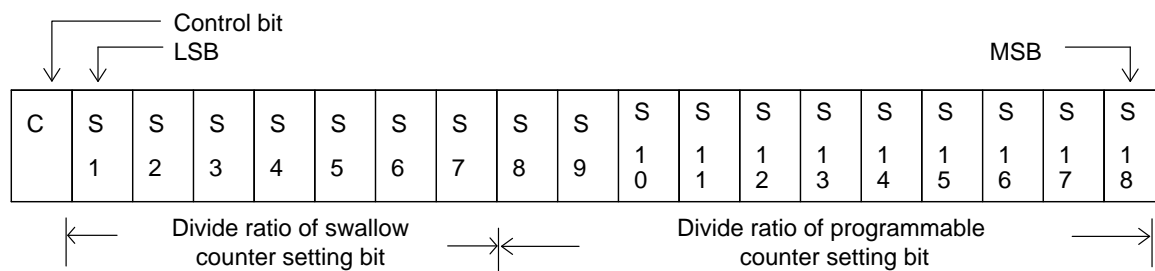 Control bit
LSB
MSB
C S S S S S S S S S S S S S S S S S S
1 2 3 4 5 6 7 8 9 10 11 12 13 14 15 16 17 18
Divide ratio of swallow
counter setting bit
Divide ratio of programmable
counter setting bit